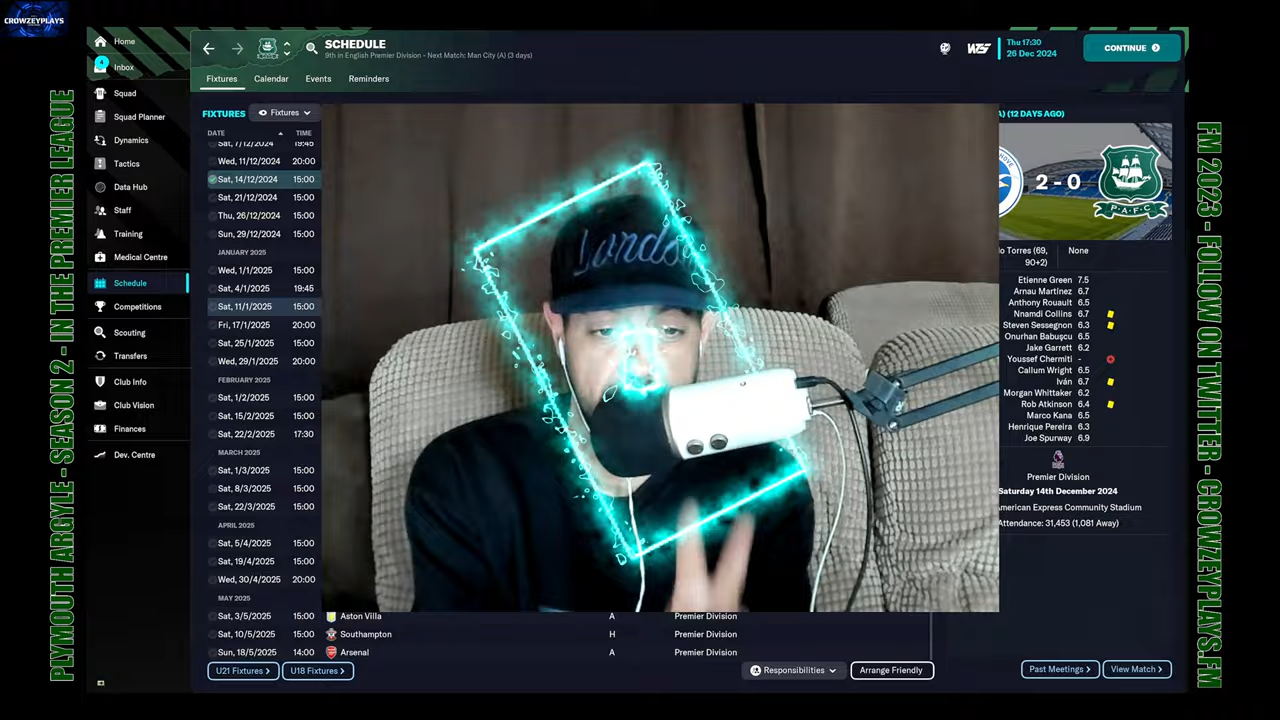 CROWZEYPLAYS
PLYMOUTH ARGYLE - SEASON 2 - IN THE PREMIER LEAGUE
Home
4
Inbox
Squad
Squad Planner
Dynamics
Tactics
Data Hub
Staff
Training
Medical Centre
Schedule
Competitions
Scouting
Transfers
Club Info
Club Vision
Finances
Dev. Centre
SCHEDULE
9th in English Premier Division - Next Match: Man City (A) (3 days)
Thu 17:30
26 Dec 2024
CONTINUE
Fixtures
Calendar
Events
Reminders
FIXTURES
Fixtures
DATE TIME
Sat, 7/12/2024 19:45
Wed, 11/12/2024 20:00
Sat, 14/12/2024 15:00
Sat, 21/12/2024 15:00
Thu, 26/12/2024 15:00
Sun, 29/12/2024 15:00
JANUARY 2025
Wed, 1/1/2025 15:00
Sat, 4/1/2025 19:45
Sat, 11/1/2025 15:00
Fri, 17/1/2025 20:00
Sat, 25/1/2025 15:00
Wed, 29/1/2025 20:00
FEBRUARY 2025
Sat, 1/2/2025 15:00
Sat, 15/2/2025 15:00
Sat, 22/2/2025 17:30
MARCH 2025
Sat, 1/3/2025 15:00
Sat, 8/3/2025 15:00
Sat, 22/3/2025 15:00
APRIL 2025
Sat, 5/4/2025 15:00
Sat, 19/4/2025 15:00
Wed, 30/4/2025 20:00
MAY 2025
Sat, 3/5/2025 15:00 Aston Villa A Premier Division
Sat, 10/5/2025 15:00 Southampton H Premier Division
Sun, 18/5/2025 14:00 Arsenal A Premier Division
U21 Fixtures >
U18 Fixtures >
Responsibilities
Arrange Friendly
A) (12 DAYS AGO)
2 - 0
P.A.F.C
o Torres (69,
90+2)
None
Etienne Green 7.5
Arnau Martínez 6.7
Anthony Rouault 6.5
Nnamdi Collins 6.7
Steven Sessegnon 6.3
Onurhan Babuşcu 6.5
Jake Garrett 6.2
Youssef Chermiti -
Callum Wright 6.5
Iván 6.7
Morgan Whittaker 6.2
Rob Atkinson 6.4
Marco Kana 6.5
Henrique Pereira 6.3
Joe Spurway 6.9
Premier Division
Saturday 14th December 2024
American Express Community Stadium
Attendance: 31,453 (1,081 Away)
Past Meetings >
View Match >
FM 2023 - FOLLOW ON TWITTER - CROWZEYPLAYS.FM